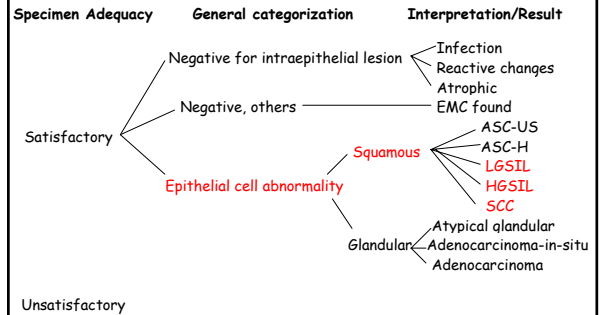 Specimen Adequacy General categorization Interpretation/Result
Negative for intraepithelial lesion
Infection
Reactive changes
Atrophic
Negative, others
EMC found
Satisfactory
Epithelial cell abnormality
Squamous
ASC-US
ASC-H
LGSIL
HGSIL
SCC
Glandular
Atypical glandular
Adenocarcinoma-in-situ
Adenocarcinoma
Unsatisfactory